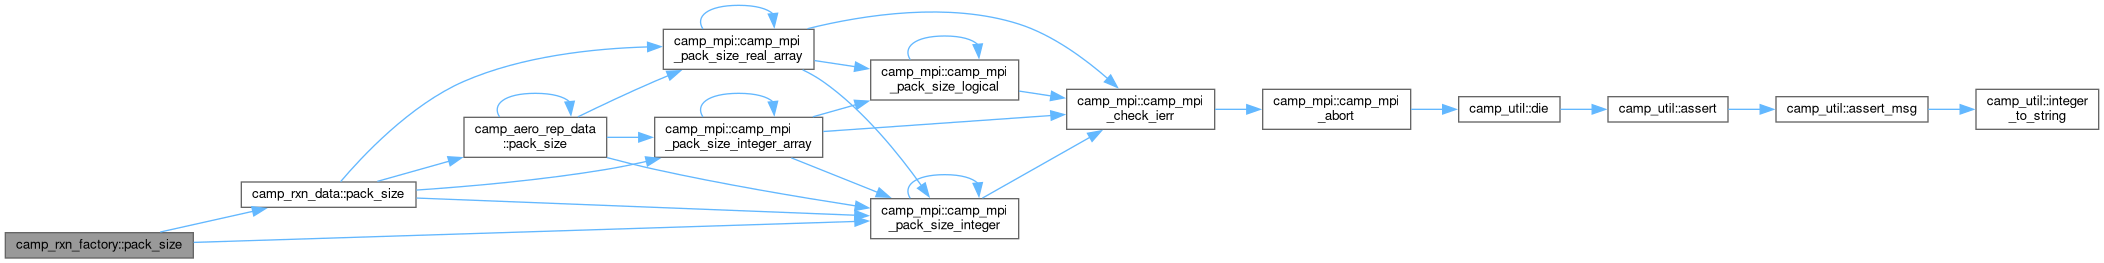 camp_rxn_factory::pack_size
camp_rxn_data::pack_size
camp_aero_rep_data
::pack_size
camp_mpi::camp_mpi
_pack_size_real_array
camp_mpi::camp_mpi
_pack_size_integer_array
camp_mpi::camp_mpi
_pack_size_logical
camp_mpi::camp_mpi
_pack_size_integer
camp_mpi::camp_mpi
_check_ierr
camp_mpi::camp_mpi
_abort
camp_util::die
camp_util::assert
camp_util::assert_msg
camp_util::integer
_to_string